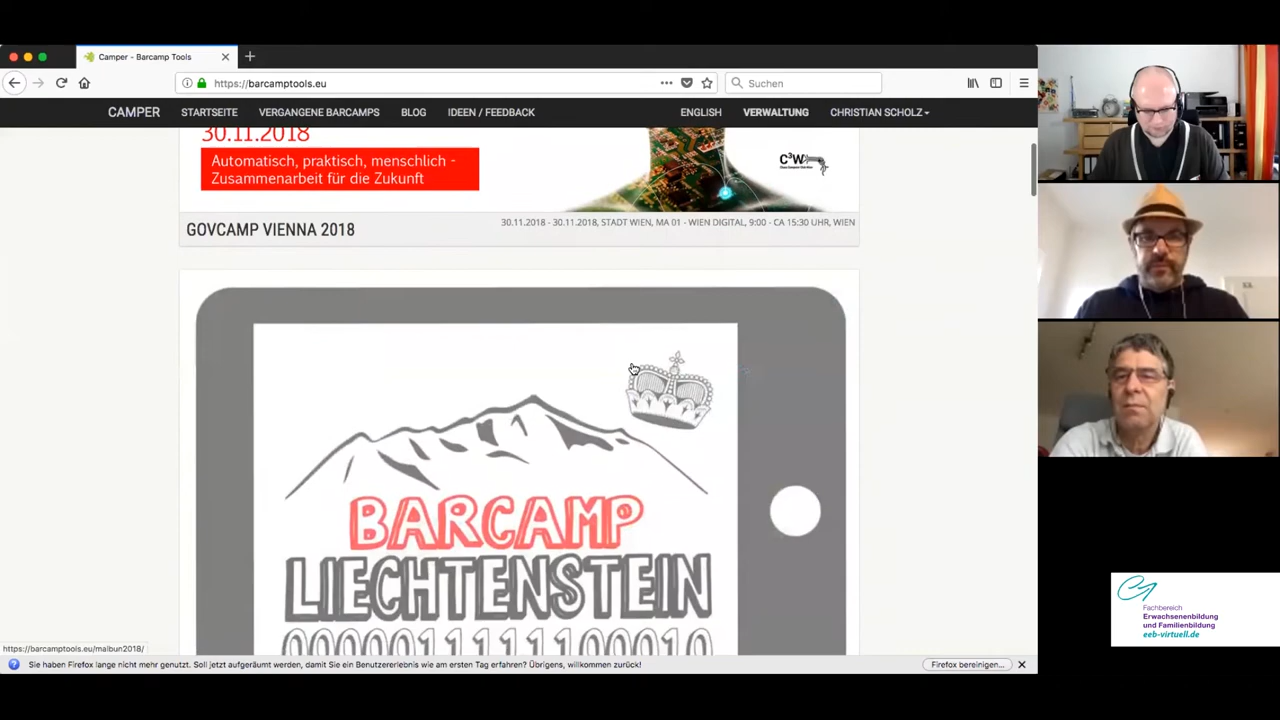 Camper - Barcamp Tools
https://barcamptools.eu
Suchen
CAMPER STARTSEITE VERGANGENE BARCAMPS BLOG IDEEN / FEEDBACK ENGLISH VERWALTUNG CHRISTIAN SCHOLZ
30.11.2018
Automatisch, praktisch, menschlich -
Zusammenarbeit für die Zukunft
C³W
GOVCAMP VIENNA 2018
30.11.2018 - 30.11.2018, STADT WIEN, MA 01 - WIEN DIGITAL, 9:00 - CA 15:30 UHR, WIEN
BARCAMP
LIECHTENSTEIN
0000011111100010
https://barcamptools.eu/malbun2018/
Sie haben Firefox lange nicht mehr genutzt. Soll jetzt aufgeräumt werden, damit Sie ein Benutzererlebnis wie am ersten Tag erfahren? Übrigens, willkommen zurück!
Firefox bereinigen...
Fachbereich
Erwachsenenbildung
und Familienbildung
eeb-virtuell.de